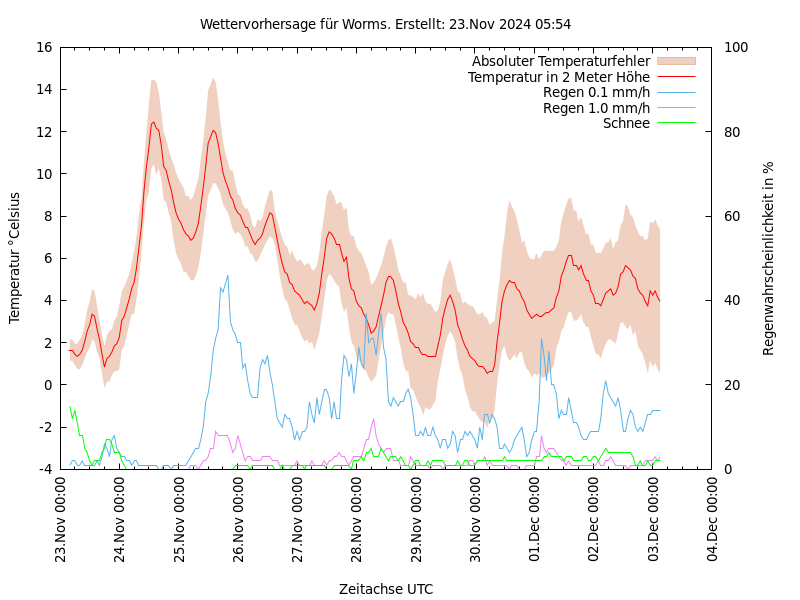 Wettervorhersage für Worms. Erstellt: 23.Nov 2024 05:54
Absoluter Temperaturfehler
Temperatur in 2 Meter Höhe
Regen 0.1 mm/h
Regen 1.0 mm/h
Schnee
Temperatur °Celsius
16
14
12
10
8
6
4
2
0
-2
-4
100
80
60
40
20
0
Regenwahrscheinlichkeit in %
23.Nov 00:00
24.Nov 00:00
25.Nov 00:00
26.Nov 00:00
27.Nov 00:00
28.Nov 00:00
29.Nov 00:00
30.Nov 00:00
01.Dec 00:00
02.Dec 00:00
03.Dec 00:00
04.Dec 00:00
Zeitachse UTC